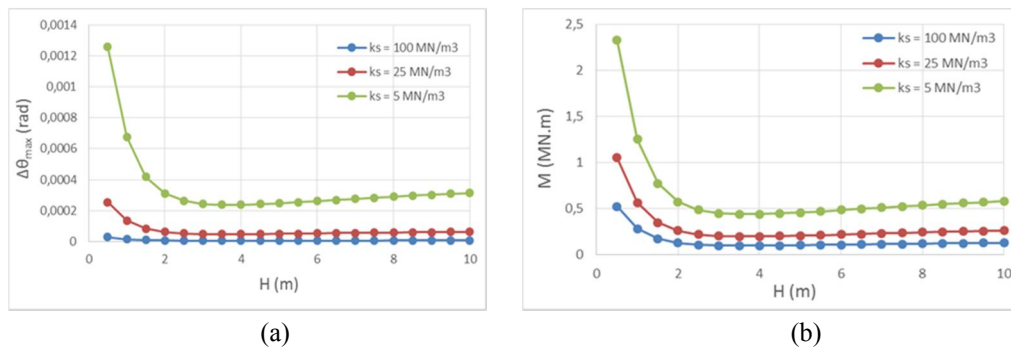 0,0014
0,0012
0,001
0,0008
0,0006
0,0004
0,0002
0
Δθmax (rad)
ks = 100 MN/m3
ks = 25 MN/m3
ks = 5 MN/m3
0 2 4 6 8 10
H (m)
(a)
2,5
2
1,5
1
0,5
0
M (MN.m)
ks = 100 MN/m3
ks = 25 MN/m3
ks = 5 MN/m3
0 2 4 6 8 10
H (m)
(b)